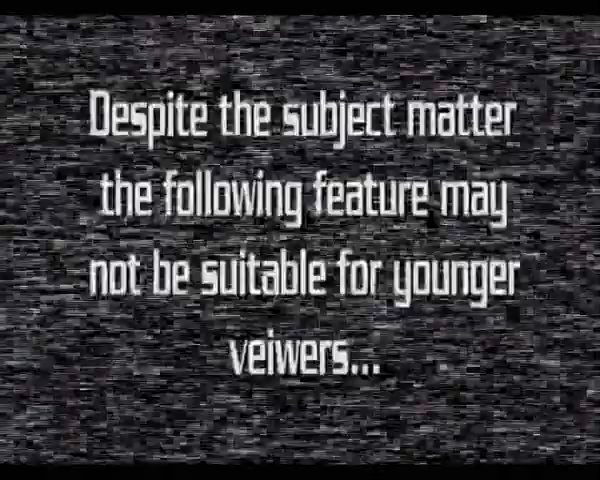 Despite the subject matter
the following feature may
not be suitable for younger
veiwers...